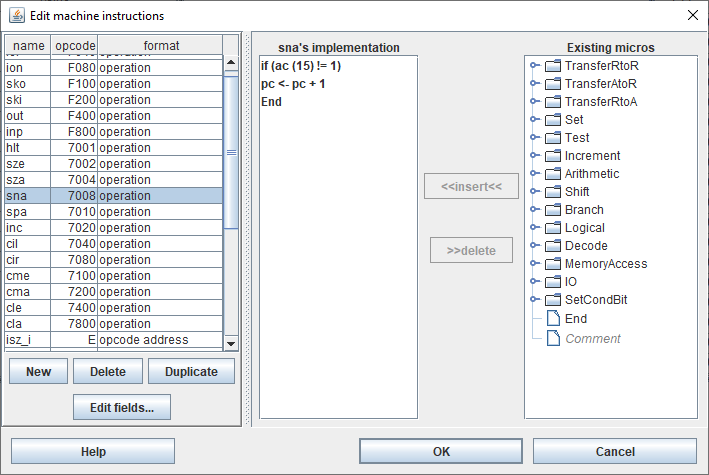 Edit machine instructions
name opcode format
ion F080 operation
sko F100 operation
ski F200 operation
out F400 operation
inp F800 operation
hlt 7001 operation
sze 7002 operation
sza 7004 operation
sna 7008 operation
spa 7010 operation
inc 7020 operation
cil 7040 operation
cir 7080 operation
cme 7100 operation
cma 7200 operation
cle 7400 operation
cla 7800 operation
isz_i E opcode address
New Delete Duplicate
Edit fields...
sna's implementation
if (ac (15) != 1)
pc <- pc + 1
End
<<insert<<
>>delete
Existing micros
TransferRtoR
TransferAtoR
TransferRtoA
Set
Test
Increment
Arithmetic
Shift
Branch
Logical
Decode
MemoryAccess
IO
SetCondBit
End
Comment
Help OK Cancel